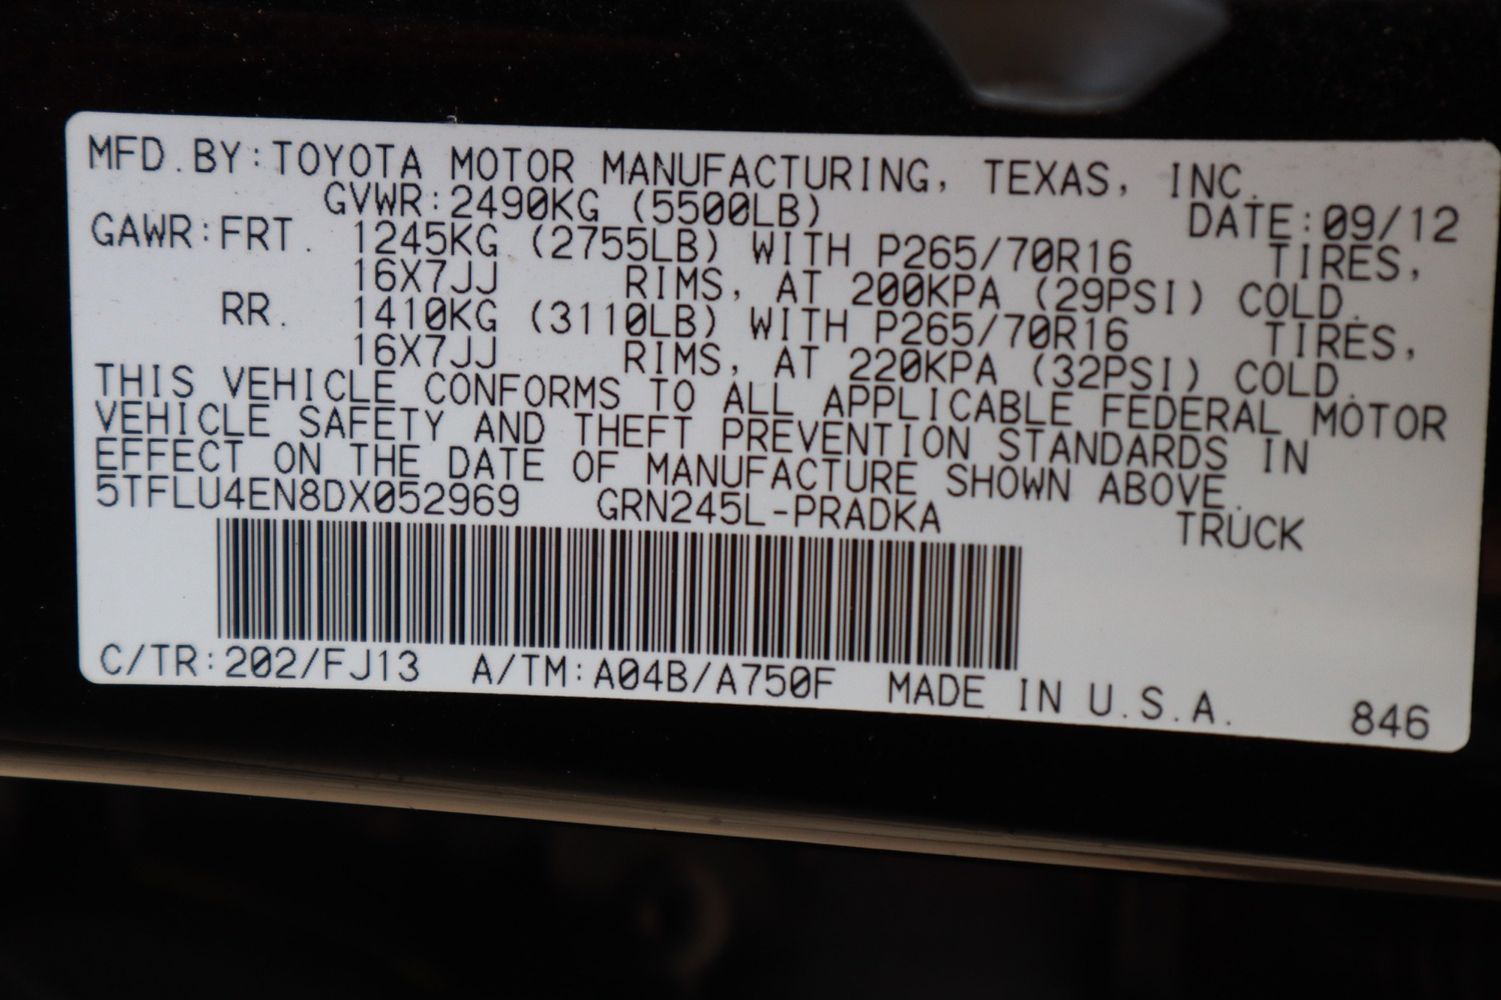 MFD.BY:TOYOTA MOTOR MANUFACTURING, TEXAS, INC.
GVWR:2490KG (5500LB) DATE:09/12
GAWR:FRT. 1245KG (2755LB) WITH P265/70R16 TIRES,
16X7JJ RIMS, AT 200KPA (29PSI) COLD.
RR. 1410KG (3110LB) WITH P265/70R16 TIRES,
16X7JJ RIMS, AT 220KPA (32PSI) COLD.
THIS VEHICLE CONFORMS TO ALL APPLICABLE FEDERAL MOTOR
VEHICLE SAFETY AND THEFT PREVENTION STANDARDS IN
EFFECT ON THE DATE OF MANUFACTURE SHOWN ABOVE.
5TFLU4EN8DX052969 GRN245L-PRADKA TRUCK
C/TR:202/FJ13 A/TM:A04B/A750F MADE IN U.S.A. 846